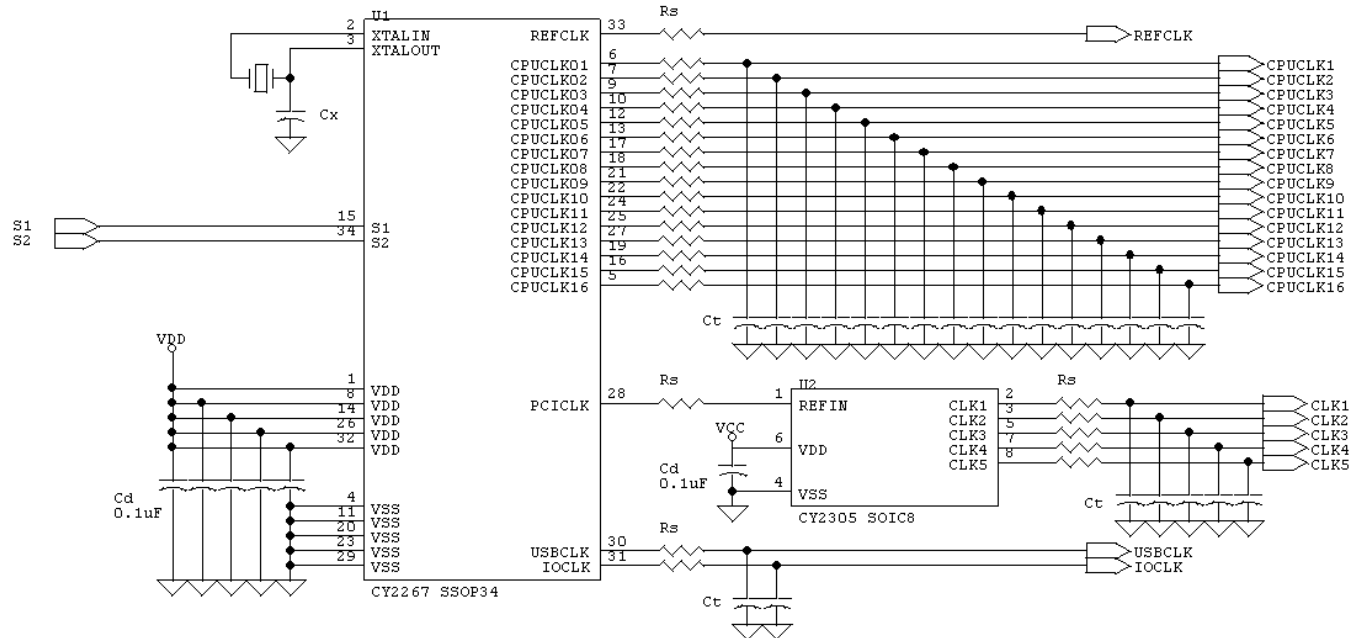 U1
Rs
2 XTALIN REFCLK 33 REFCLK
3 XTALOUT
CPUCLK01 6 CPUCLK1
CPUCLK02 7 CPUCLK2
CPUCLK03 9 CPUCLK3
CPUCLK04 10 CPUCLK4
Cx
CPUCLK05 12 CPUCLK5
CPUCLK06 13 CPUCLK6
CPUCLK07 17 CPUCLK7
CPUCLK08 18 CPUCLK8
CPUCLK09 21 CPUCLK9
CPUCLK10 22 CPUCLK10
CPUCLK11 24 CPUCLK11
S1 15 S1 CPUCLK12 25 CPUCLK12
S2 34 S2 CPUCLK13 27 CPUCLK13
CPUCLK14 19 CPUCLK14
CPUCLK15 16 CPUCLK15
CPUCLK16 5 CPUCLK16
Ct
VDD
1 VDD
8 VDD
14 VDD
26 VDD
32 VDD
Cd
0.1uF
4 VSS
11 VSS
20 VSS
23 VSS
29 VSS
CY2267 SSOP34
Rs
U2
Rs
PCICLK 28 1 REFIN CLK1 2 CLK1
CLK2 3 CLK2
CLK3 5 CLK3
VCC
6 VDD CLK4 7 CLK4
CLK5 8 CLK5
Cd
0.1uF
4 VSS
Ct
CY2305 SOIC8
Rs
USBCLK 30 USBCLK
IOCLK 31 IOCLK
Ct